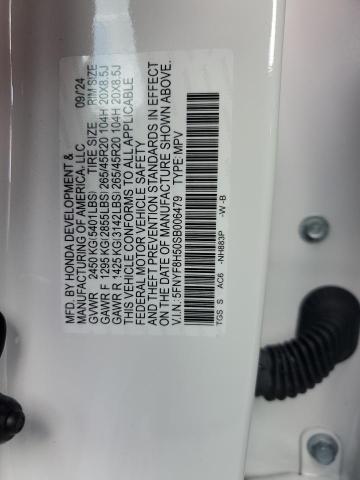 MFD. BY HONDA DEVELOPMENT & 09/24
MANUFACTURING OF AMERICA, LLC
GVWR 2450 KG(5401LBS) TIRE SIZE RIM SIZE
GAWR F 1295 KG(2855LBS) 265/45R20 104H 20X8.5J
GAWR R 1425 KG(3142LBS) 265/45R20 104H 20X8.5J
THIS VEHICLE CONFORMS TO ALL APPLICABLE
FEDERAL MOTOR VEHICLE SAFETY
AND THEFT PREVENTION STANDARDS IN EFFECT
ON THE DATE OF MANUFACTURE SHOWN ABOVE.
V.I.N.: 5FNYF8H50SB006479 TYPE: MPV
TGS S AC6 -NH883P -W -B